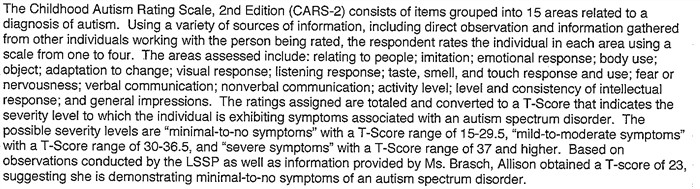 The Childhood Autism Rating Scale, 2nd Edition (CARS-2) consists of items grouped into 15 areas related to a
diagnosis of autism.  Using a variety of sources of information, including direct observation and information gathered
from other individuals working with the person being rated, the respondent rates the individual in each area using a
scale from one to four.  The areas assessed include: relating to people; imitation; emotional response; body use;
object; adaptation to change; visual response; listening response; taste, smell, and touch response and use; fear or
nervousness; verbal communication; nonverbal communication; activity level; level and consistency of intellectual
response; and general impressions.  The ratings assigned are totaled and converted to a T-Score that indicates the
severity level to which the individual is exhibiting symptoms associated with an autism spectrum disorder.  The
possible severity levels are “minimal-to-no symptoms” with a T-Score range of 15-29.5, “mild-to-moderate symptoms”
with a T-Score range of 30-36.5, and “severe symptoms” with a T-Score range of 37 and higher.  Based on
observations conducted by the LSSP as well as information provided by Ms. Brasch, Allison obtained a T-score of 23,
suggesting she is demonstrating minimal-to-no symptoms of an autism spectrum disorder.